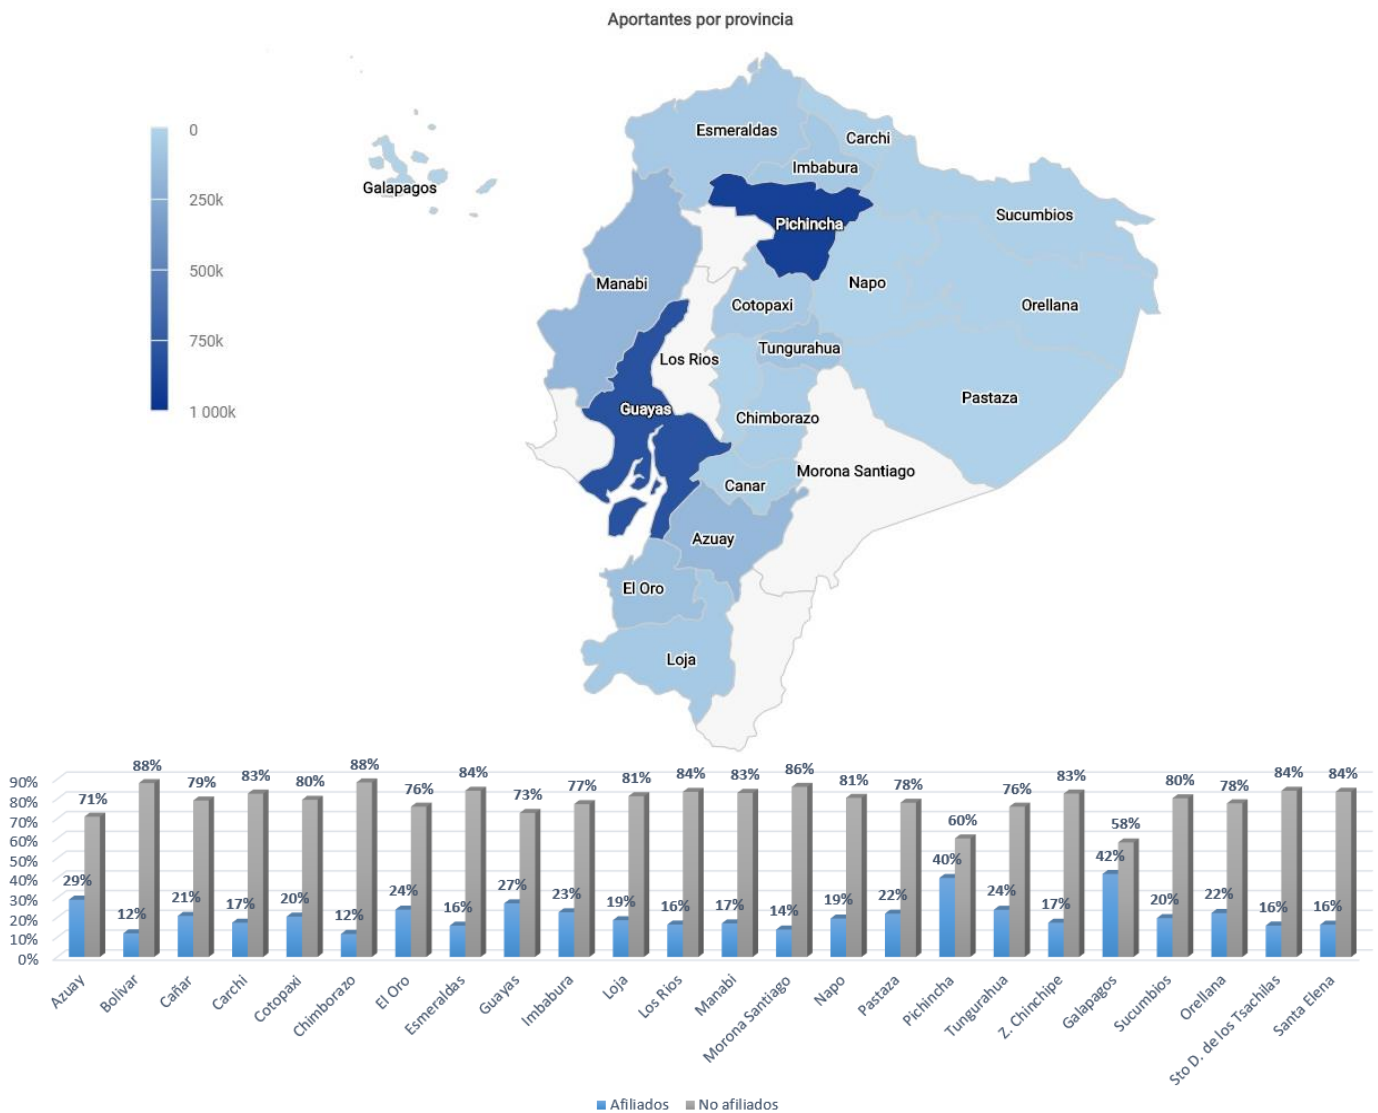 Aportantes por provincia
0
250k
500k
750k
1 000k
Galapagos
Esmeraldas
Carchi
Imbabura
Pichincha
Sucumbios
Manabi
Napo
Cotopaxi
Orellana
Tungurahua
Los Rios
Pastaza
Guayas
Chimborazo
Morona Santiago
Canar
Azuay
El Oro
Loja
90%
80%
70%
60%
50%
40%
30%
20%
10%
0%
71% 88% 79% 83% 80% 88% 76% 84% 73% 77% 81% 84% 83% 86% 81% 78% 60% 76% 83% 58% 80% 78% 84% 84%
29% 12% 21% 17% 20% 12% 24% 16% 27% 23% 19% 16% 17% 14% 19% 22% 40% 24% 17% 42% 20% 22% 16% 16%
Azuay
Bolivar
Cañar
Carchi
Cotopaxi
Chimborazo
El Oro
Esmeraldas
Guayas
Imbabura
Loja
Los Rios
Manabi
Morona Santiago
Napo
Pastaza
Pichincha
Tungurahua
Z. Chinchipe
Galapagos
Sucumbios
Orellana
Sto D. de los Tsachilas
Santa Elena
Afiliados No afiliados